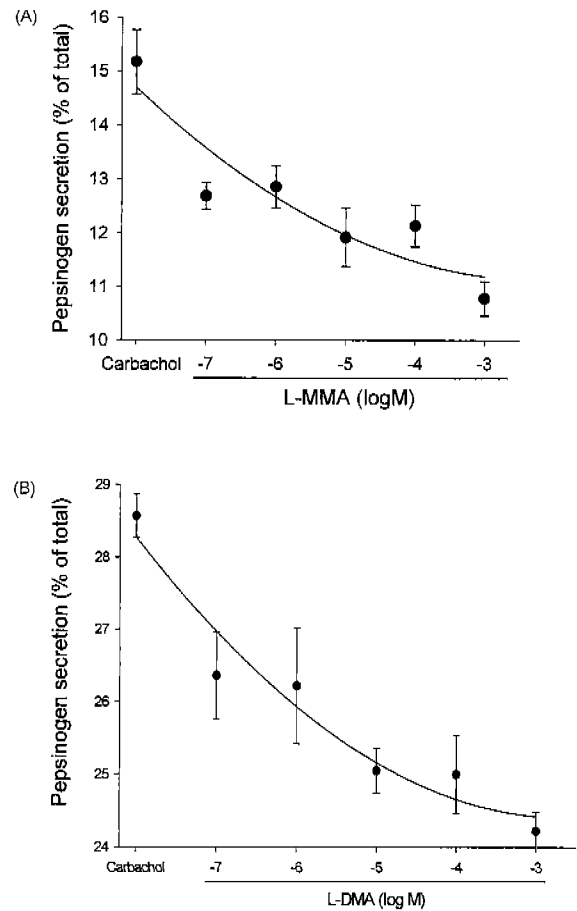 (A)
Pepsinogen secretion (% of total)
16
15
14
13
12
11
10
Carbachol -7 -6 -5 -4 -3
L-MMA (logM)
(B)
Pepsinogen secretion (% of total)
29
28
27
26
25
24
Carbachol -7 -6 -5 -4 -3
L-DMA (log M)